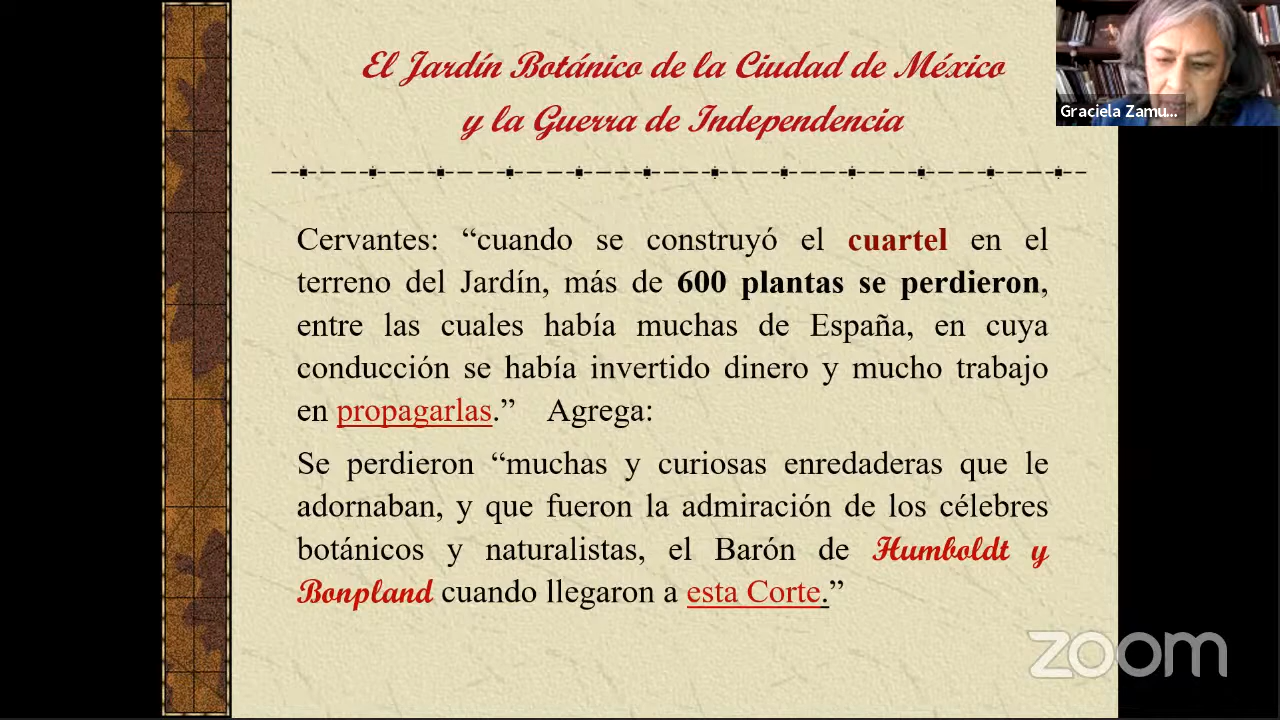 El Jardín Botánico de la Ciudad de México
y la Guerra de Independencia
Graciela Zamu...
Cervantes: “cuando se construyó el cuartel en el
terreno del Jardín, más de 600 plantas se perdieron,
entre las cuales había muchas de España, en cuya
conducción se había invertido dinero y mucho trabajo
en propagarlas.” Agrega:
Se perdieron “muchas y curiosas enredaderas que le
adornaban, y que fueron la admiración de los célebres
botánicos y naturalistas, el Barón de Humboldt y
Bonpland cuando llegaron a esta Corte.”
zoom